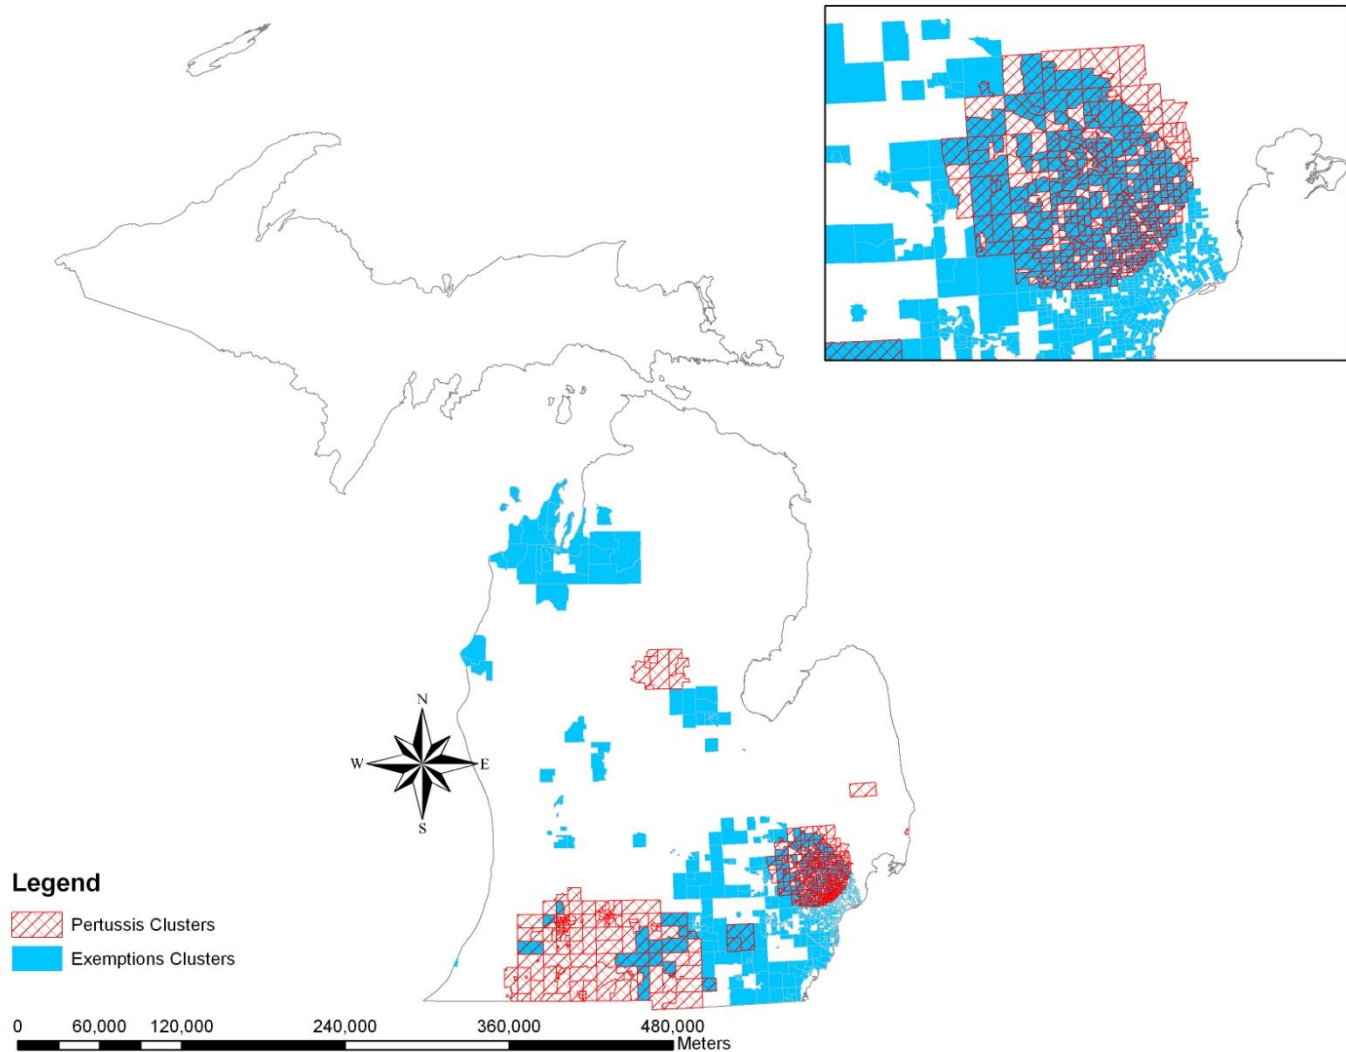 N
W E
S
Legend
Pertussis Clusters
Exemptions Clusters
0 60,000 120,000 240,000 360,000 480,000
Meters